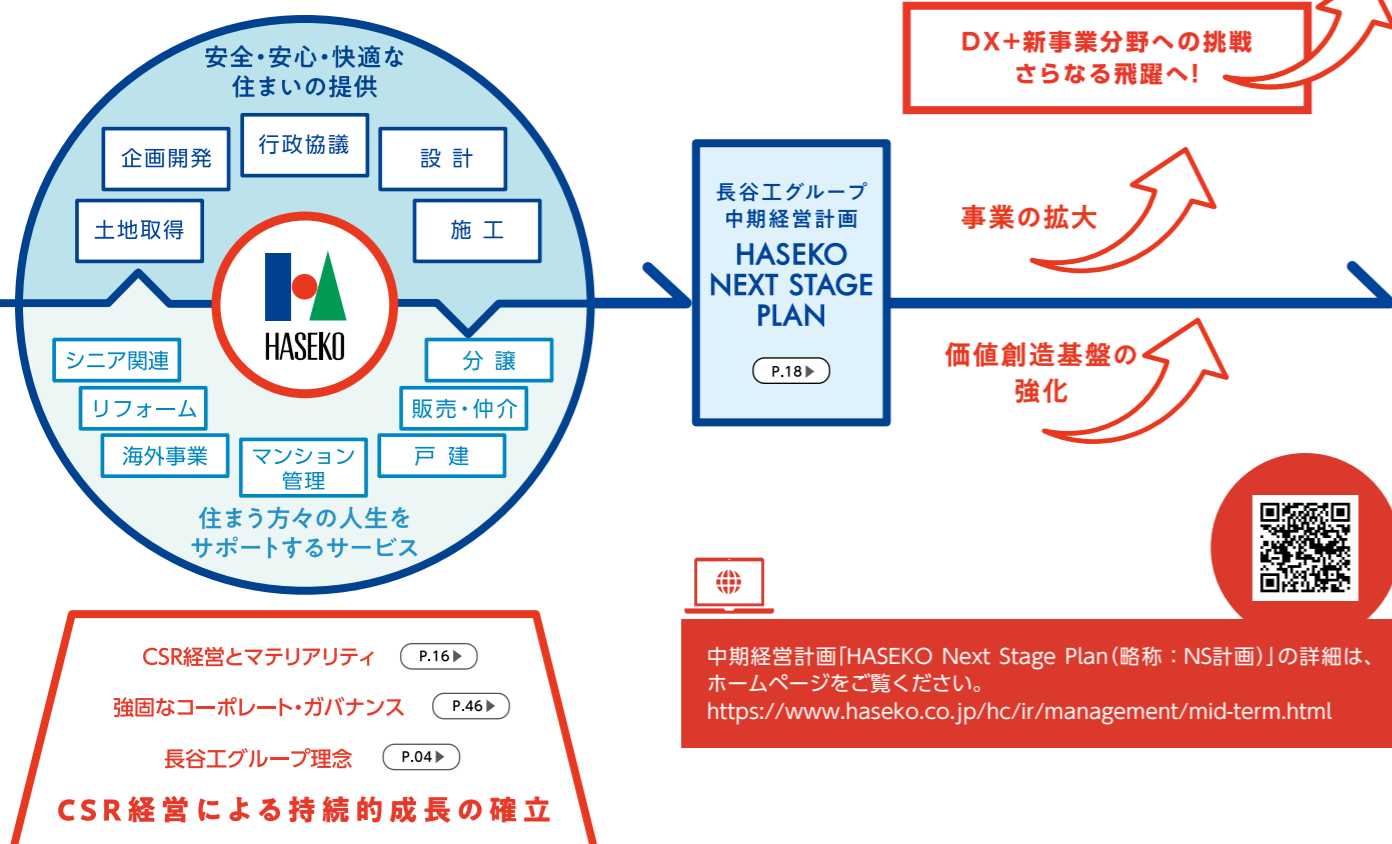 安全・安心・快適な
住まいの提供
企画開発
行政協議
設 計
土地取得
施 工
HASEKO
シニア関連
分 譲
リフォーム
販売・仲介
海外事業
マンション
管理
戸 建
住まう方々の人生を
サポートするサービス
CSR経営とマテリアリティ P.16▶
強固なコーポレート・ガバナンス P.46▶
長谷工グループ理念 P.04▶
CSR経営による持続的成長の確立
長谷工グループ
中期経営計画
HASEKO
NEXT STAGE
PLAN
P.18▶
DX+新事業分野への挑戦
さらなる飛躍へ!
事業の拡大
価値創造基盤の
強化
中期経営計画「HASEKO Next Stage Plan(略称：NS計画)」の詳細は、
ホームページをご覧ください。
https://www.haseko.co.jp/hc/ir/management/mid-term.html